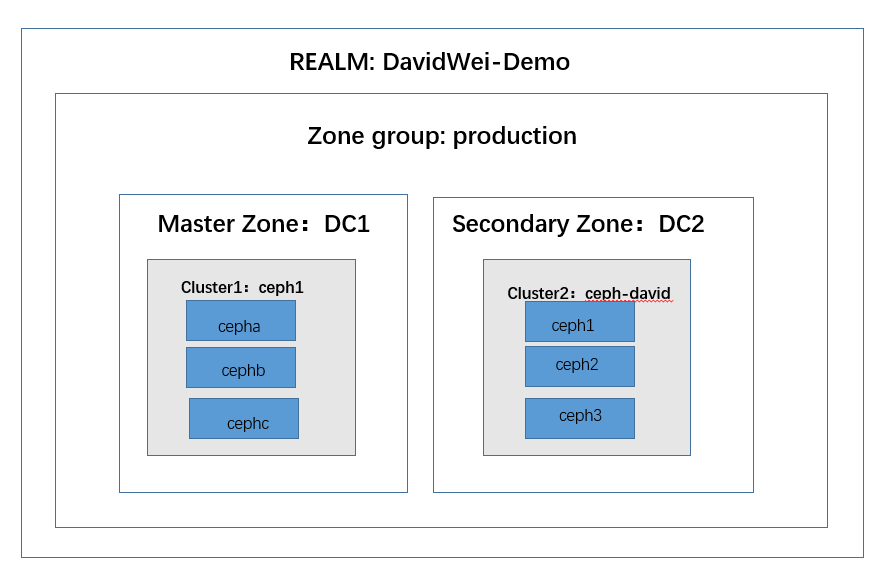 REALM: DavidWei-Demo
Zone group: production
Master Zone：DC1
Cluster1：ceph1
cepha
cephb
cephc
Secondary Zone：DC2
Cluster2：ceph-david
ceph1
ceph2
ceph3